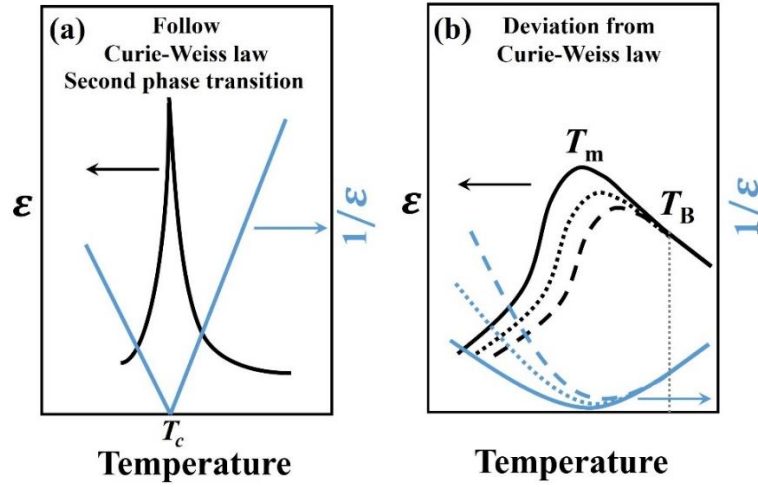 (a)
Follow
Curie-Weiss law
Second phase transition
ε
1/ε
T_c
Temperature
(b)
Deviation from
Curie-Weiss law
T_m
T_B
ε
1/ε
Temperature